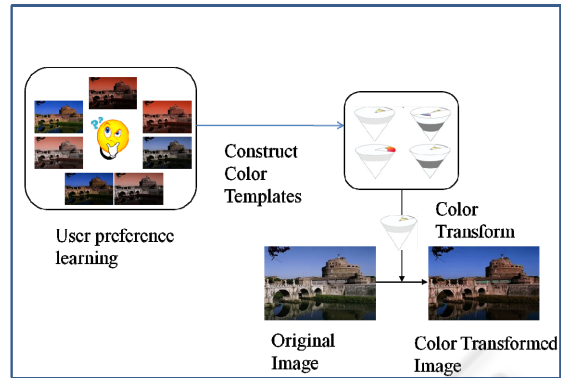 ??
Construct
Color
Templates
User preference
learning
Color
Transform
Original
Image
Color Transformed
Image